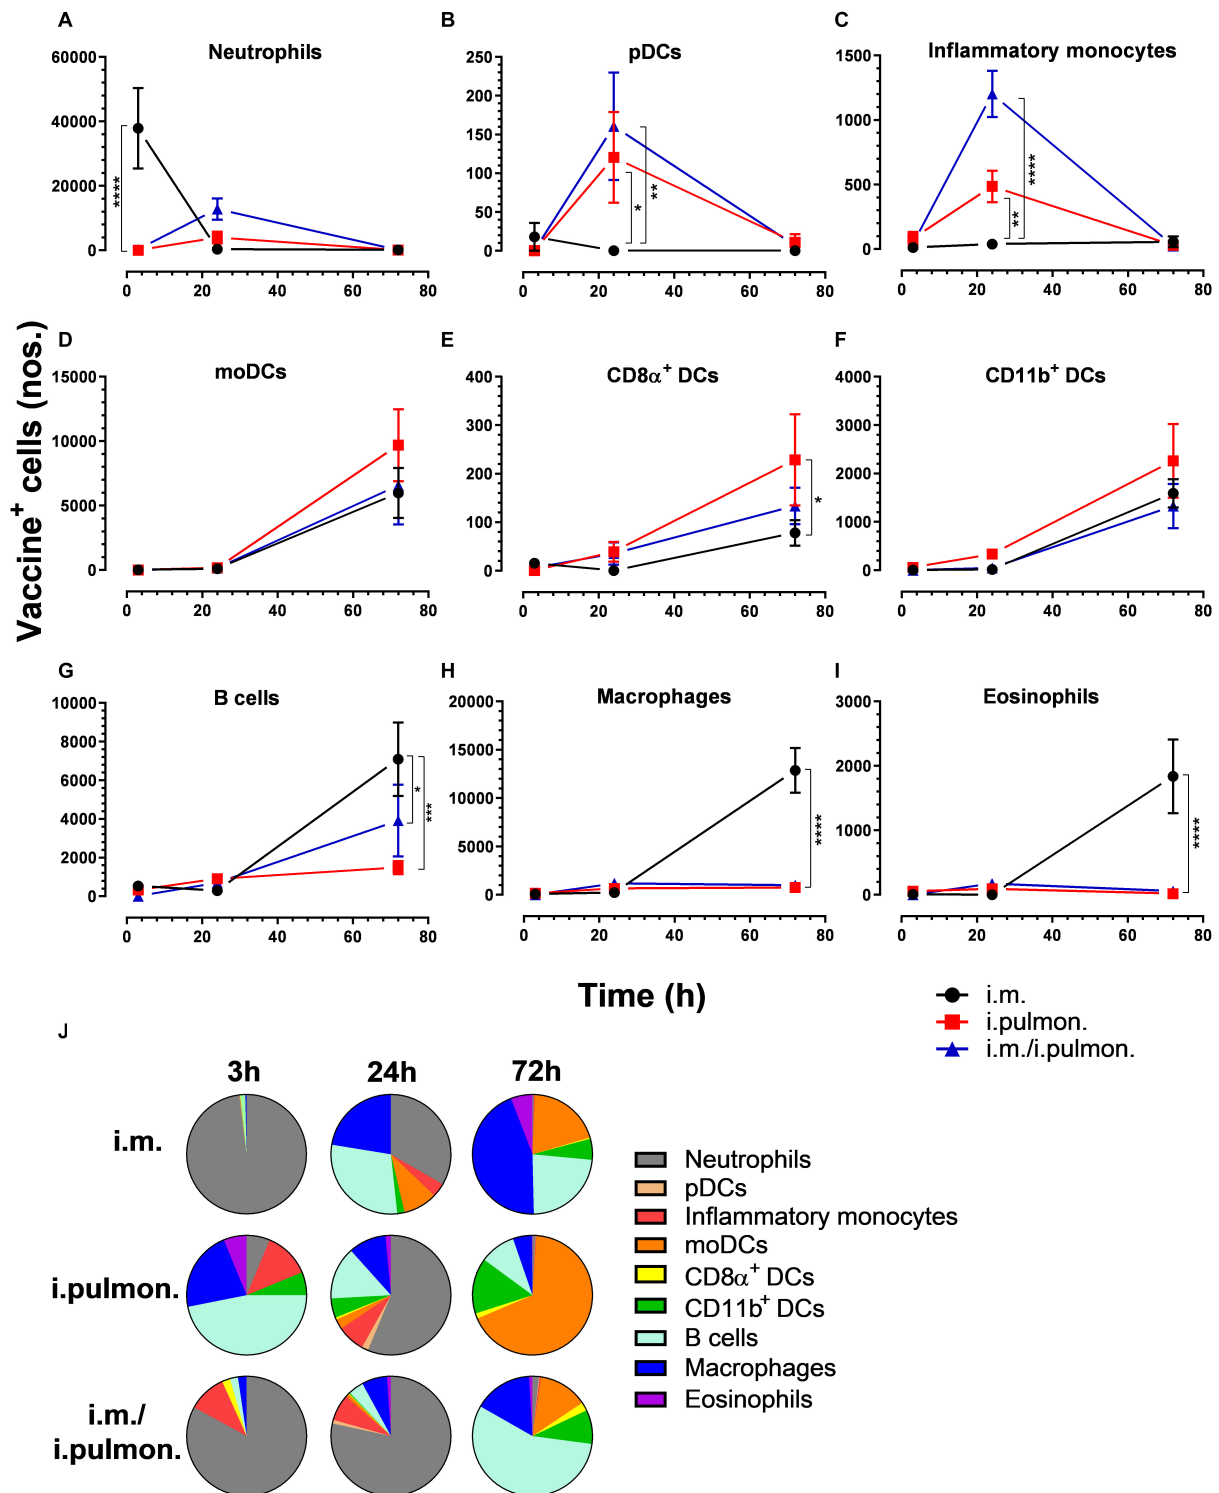 A
B
C
Neutrophils
pDCs
Inflammatory monocytes
60000
40000
20000
0
****
0 20 40 60 80
250
200
150
100
50
0
*
**
0 20 40 60 80
1500
1000
500
0
**
****
0 20 40 60 80
Vaccine+ cells (nos.)
D
E
F
moDCs
CD8α+ DCs
CD11b+ DCs
15000
10000
5000
0
0 20 40 60 80
400
300
200
100
0
*
0 20 40 60 80
4000
3000
2000
1000
0
0 20 40 60 80
G
H
I
B cells
Macrophages
Eosinophils
10000
8000
6000
4000
2000
0
*
***
0 20 40 60 80
20000
15000
10000
5000
0
****
0 20 40 60 80
3000
2000
1000
0
****
0 20 40 60 80
Time (h)
i.m.
i.pulmon.
i.m./i.pulmon.
J
3h 24h 72h
i.m.
i.pulmon.
i.m./
i.pulmon.
Neutrophils
pDCs
Inflammatory monocytes
moDCs
CD8α+ DCs
CD11b+ DCs
B cells
Macrophages
Eosinophils